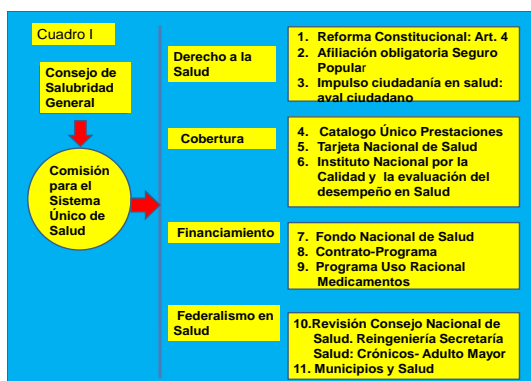 Cuadro I
Consejo de
Salubridad
General
Comisión
para el
Sistema
Único de
Salud
Derecho a la
Salud
1. Reforma Constitucional: Art. 4
2. Afiliación obligatoria Seguro
Popular
3. Impulso ciudadanía en salud:
aval ciudadano
Cobertura
4. Catalogo Único Prestaciones
5. Tarjeta Nacional de Salud
6. Instituto Nacional por la
Calidad y la evaluación del
desempeño en Salud
Financiamiento
7. Fondo Nacional de Salud
8. Contrato-Programa
9. Programa Uso Racional
Medicamentos
Federalismo en
Salud
10.Revisión Consejo Nacional de
Salud. Reingeniería Secretaría
Salud: Crónicos- Adulto Mayor
11. Municipios y Salud